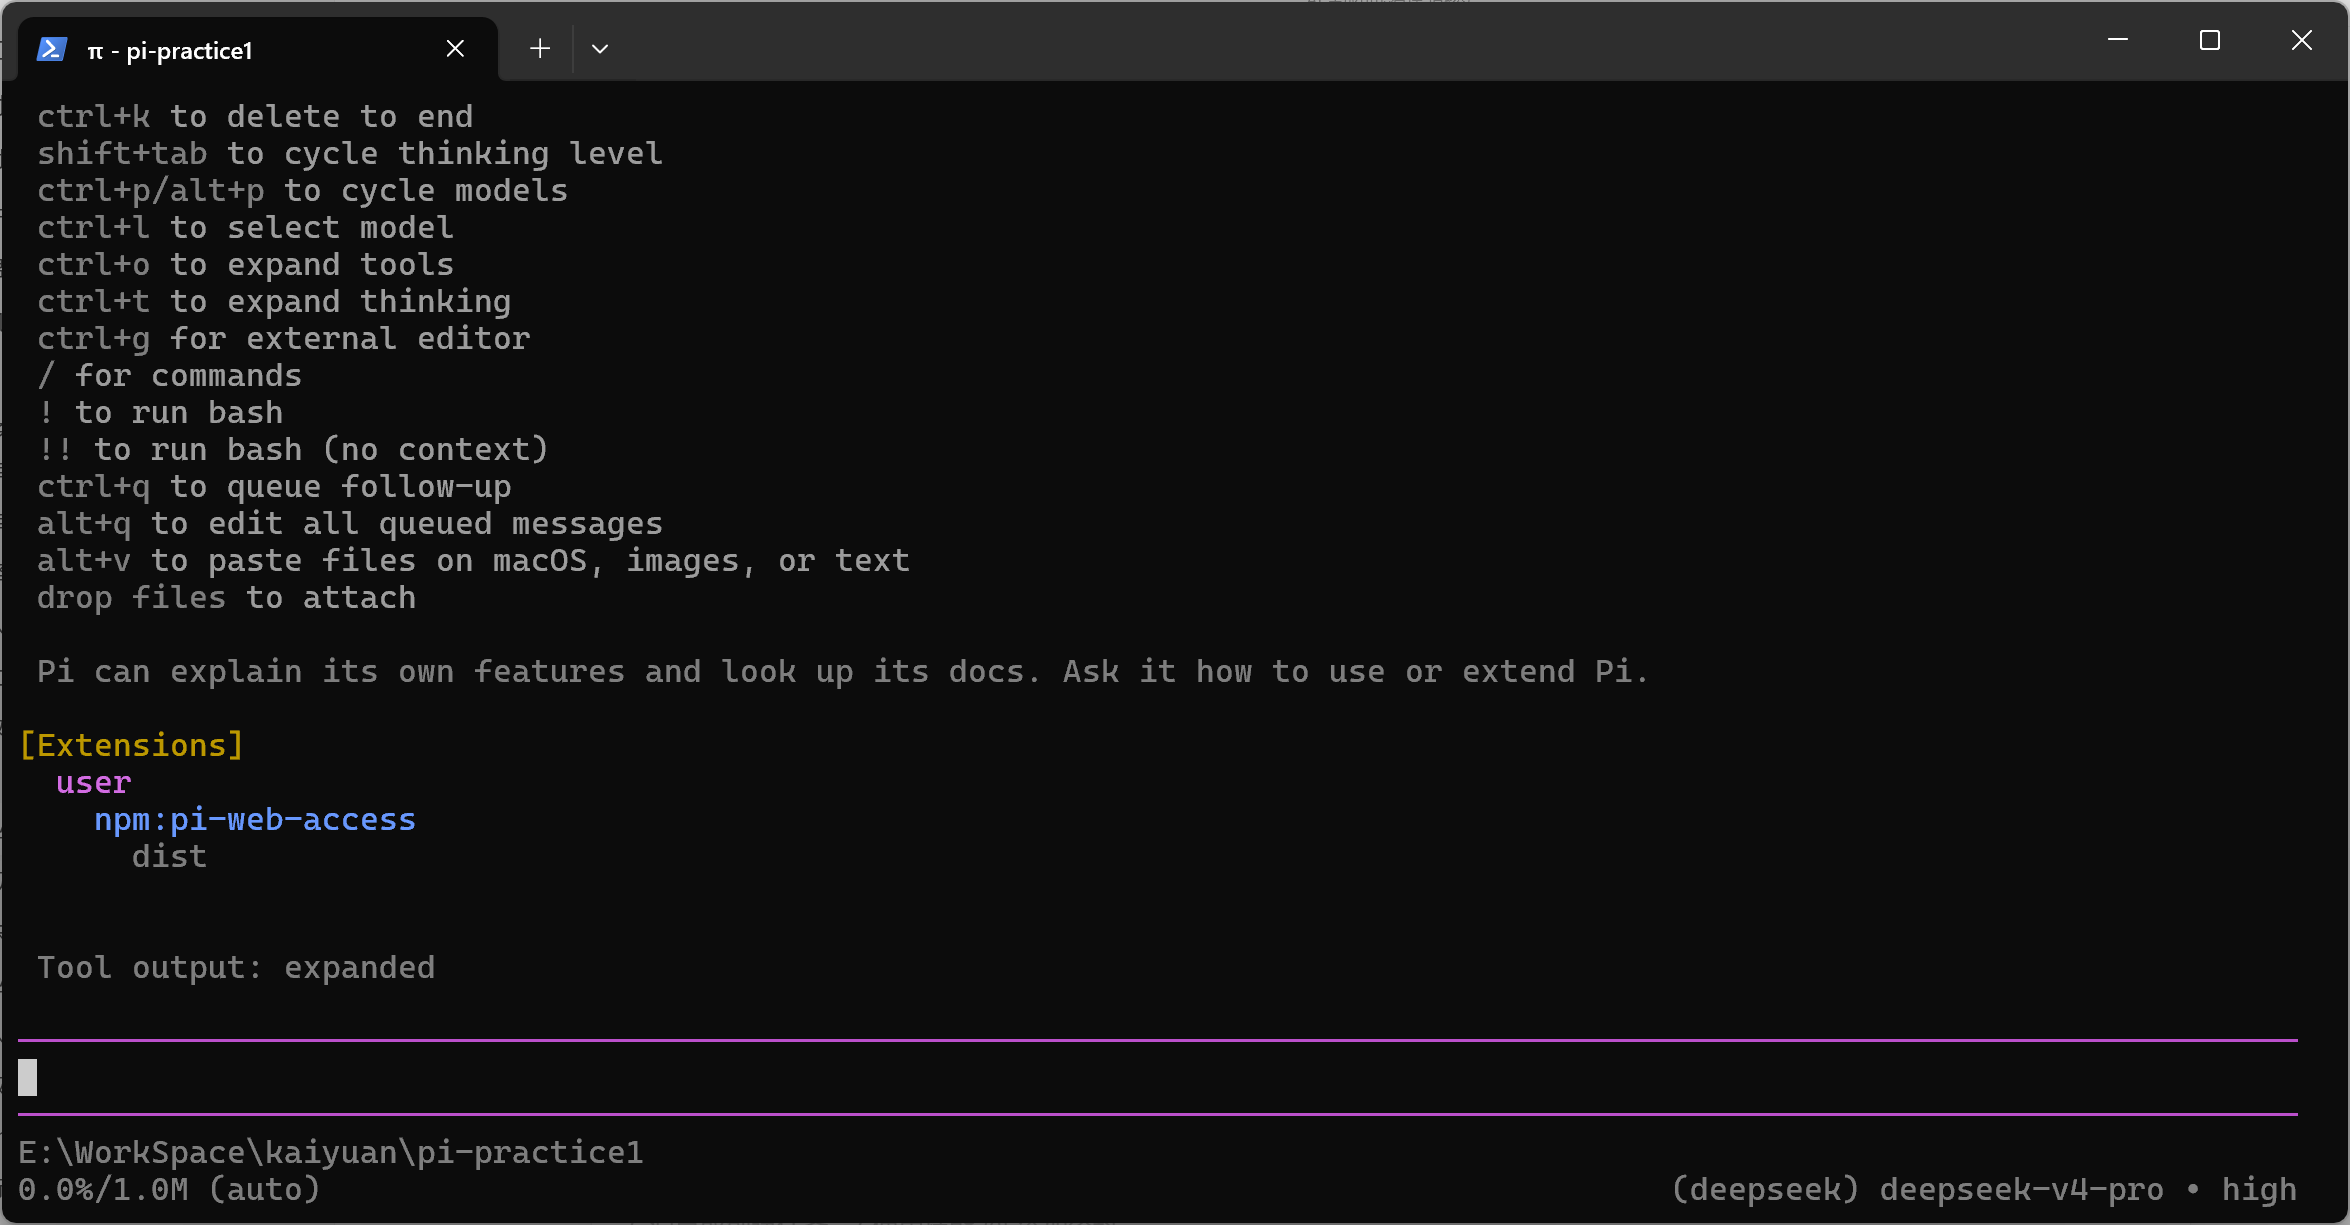 π - pi-practice1
ctrl+k to delete to end
shift+tab to cycle thinking level
ctrl+p/alt+p to cycle models
ctrl+l to select model
ctrl+o to expand tools
ctrl+t to expand thinking
ctrl+g for external editor
/ for commands
! to run bash
!! to run bash (no context)
ctrl+q to queue follow-up
alt+q to edit all queued messages
alt+v to paste files on macOS, images, or text
drop files to attach
Pi can explain its own features and look up its docs. Ask it how to use or extend Pi.
[Extensions]
user
npm:pi-web-access
dist
Tool output: expanded
E:\WorkSpace\kaiyuan\pi-practice1
0.0%/1.0M (auto) (deepseek) deepseek-v4-pro • high